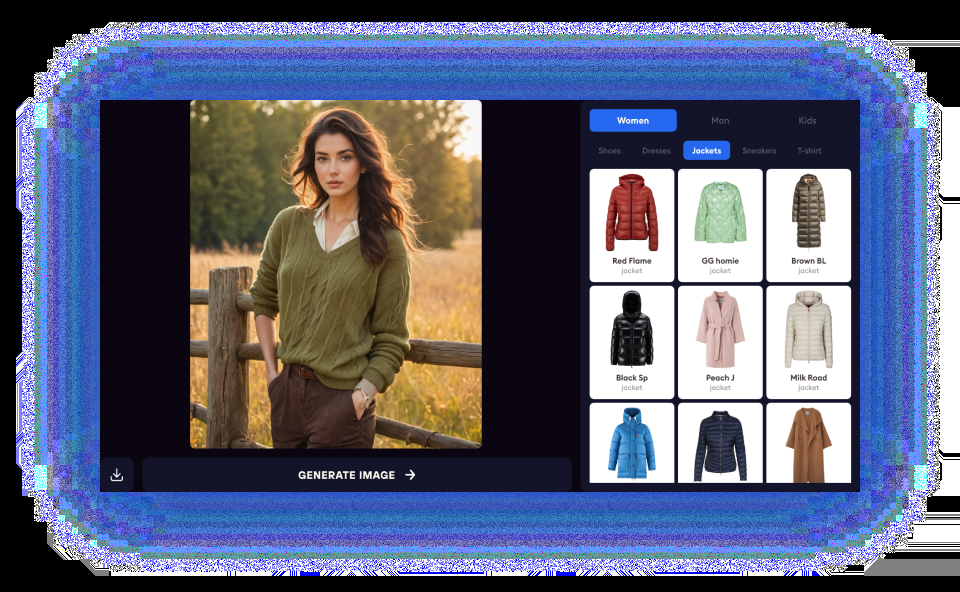 Women Man Kids
Shoes Dresses Jackets Sneakers T-shirt
Red Flame
jacket
GG homie
jacket
Brown BL
jacket
Black Sp
jacket
Peach J
jacket
Milk Road
jacket
GENERATE IMAGE